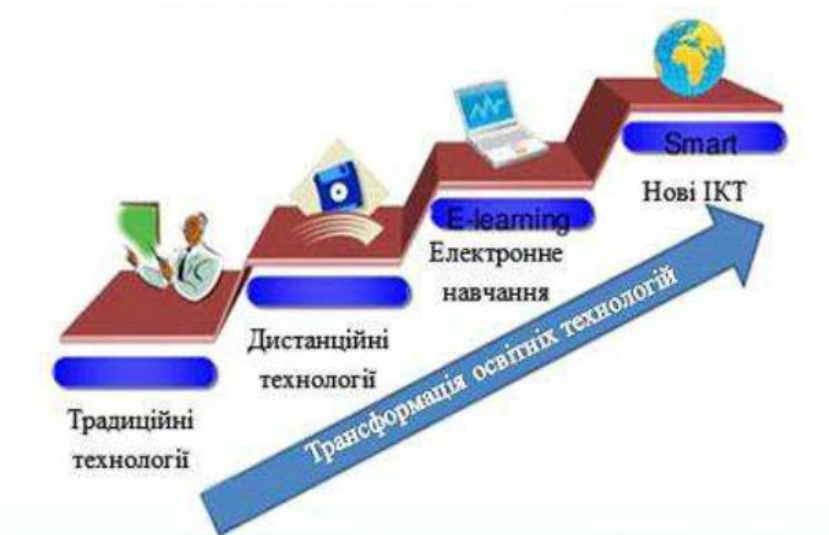 Smart
Нові ІКТ
E-learning
Електронне
навчання
Дистанційні
технології
Традиційні
технології
Трансформація освітніх технологій